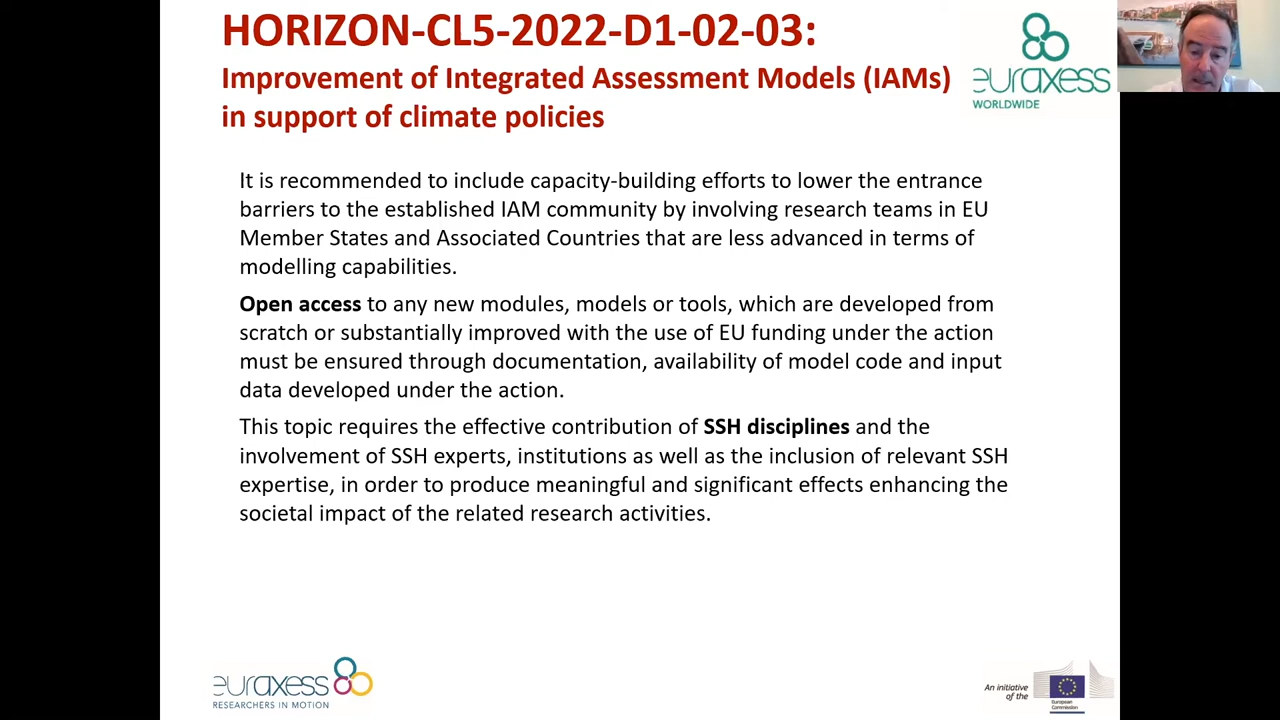 HORIZON-CL5-2022-D1-02-03:
Improvement of Integrated Assessment Models (IAMs)
in support of climate policies
euraxess
WORLDWIDE
It is recommended to include capacity-building efforts to lower the entrance
barriers to the established IAM community by involving research teams in EU
Member States and Associated Countries that are less advanced in terms of
modelling capabilities.
Open access to any new modules, models or tools, which are developed from
scratch or substantially improved with the use of EU funding under the action
must be ensured through documentation, availability of model code and input
data developed under the action.
This topic requires the effective contribution of SSH disciplines and the
involvement of SSH experts, institutions as well as the inclusion of relevant SSH
expertise, in order to produce meaningful and significant effects enhancing the
societal impact of the related research activities.
euraxess
RESEARCHERS IN MOTION
An initiative
of the
European
Commission